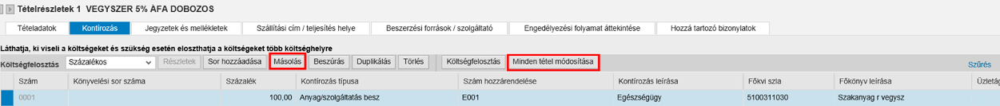 Tételrészletek 1 VEGYSZER 5% ÁFA DOBOZOS
Tételadatok Kontírozás Jegyzetek és mellékletek Szállítási cím / teljesítés helye Beszerzési források / szolgáltató Engedélyezési folyamat áttekintése Hozzá tartozó bizonylatok
Láthatja, ki viseli a költségeket és szükség esetén eloszthatja a költségeket több költséghelyre
Költségfelosztás Százalékos Részletek Sor hozzáadása Másolás Beszúrás Duplikálás Törlés Költségfelosztás Minden tétel módosítása Szűrés
Szám Könyvelési sor száma Százalék Kontírozás típusa Szám hozzárendelése Kontírozás leírása Főkvi szla Főkönyv leírása Üzletág
0001 100,00 Anyag/szolgáltatás besz E001 Egészségügy 5100311030 Szakanyag r vegysz